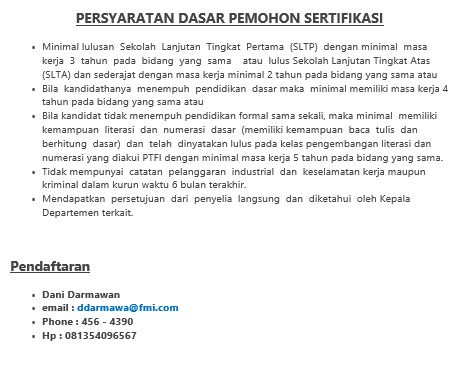 PERSYARATAN DASAR PEMOHON SERTIFIKASI
• Minimal lulusan Sekolah Lanjutan Tingkat Pertama (SLTP) dengan minimal masa
kerja 3 tahun pada bidang yang sama atau lulus Sekolah Lanjutan Tingkat Atas
(SLTA) dan sederajat dengan masa kerja minimal 2 tahun pada bidang yang sama atau
• Bila kandidathanya menempuh pendidikan dasar maka minimal memiliki masa kerja 4
tahun pada bidang yang sama atau
• Bila kandidat tidak menempuh pendidikan formal sama sekali, maka minimal memiliki
kemampuan literasi dan numerasi dasar (memiliki kemampuan baca tulis dan
berhitung dasar) dan telah dinyatakan lulus pada kelas pengembangan literasi dan
numerasi yang diakui PTFI dengan minimal masa kerja 5 tahun pada bidang yang sama.
• Tidak mempunyai catatan pelanggaran industrial dan keselamatan kerja maupun
kriminal dalam kurun waktu 6 bulan terakhir.
• Mendapatkan persetujuan dari penyelia langsung dan diketahui oleh Kepala
Departemen terkait.
Pendaftaran
• Dani Darmawan
• email : ddarmawa@fmi.com
• Phone : 456 - 4390
• Hp : 081354096567